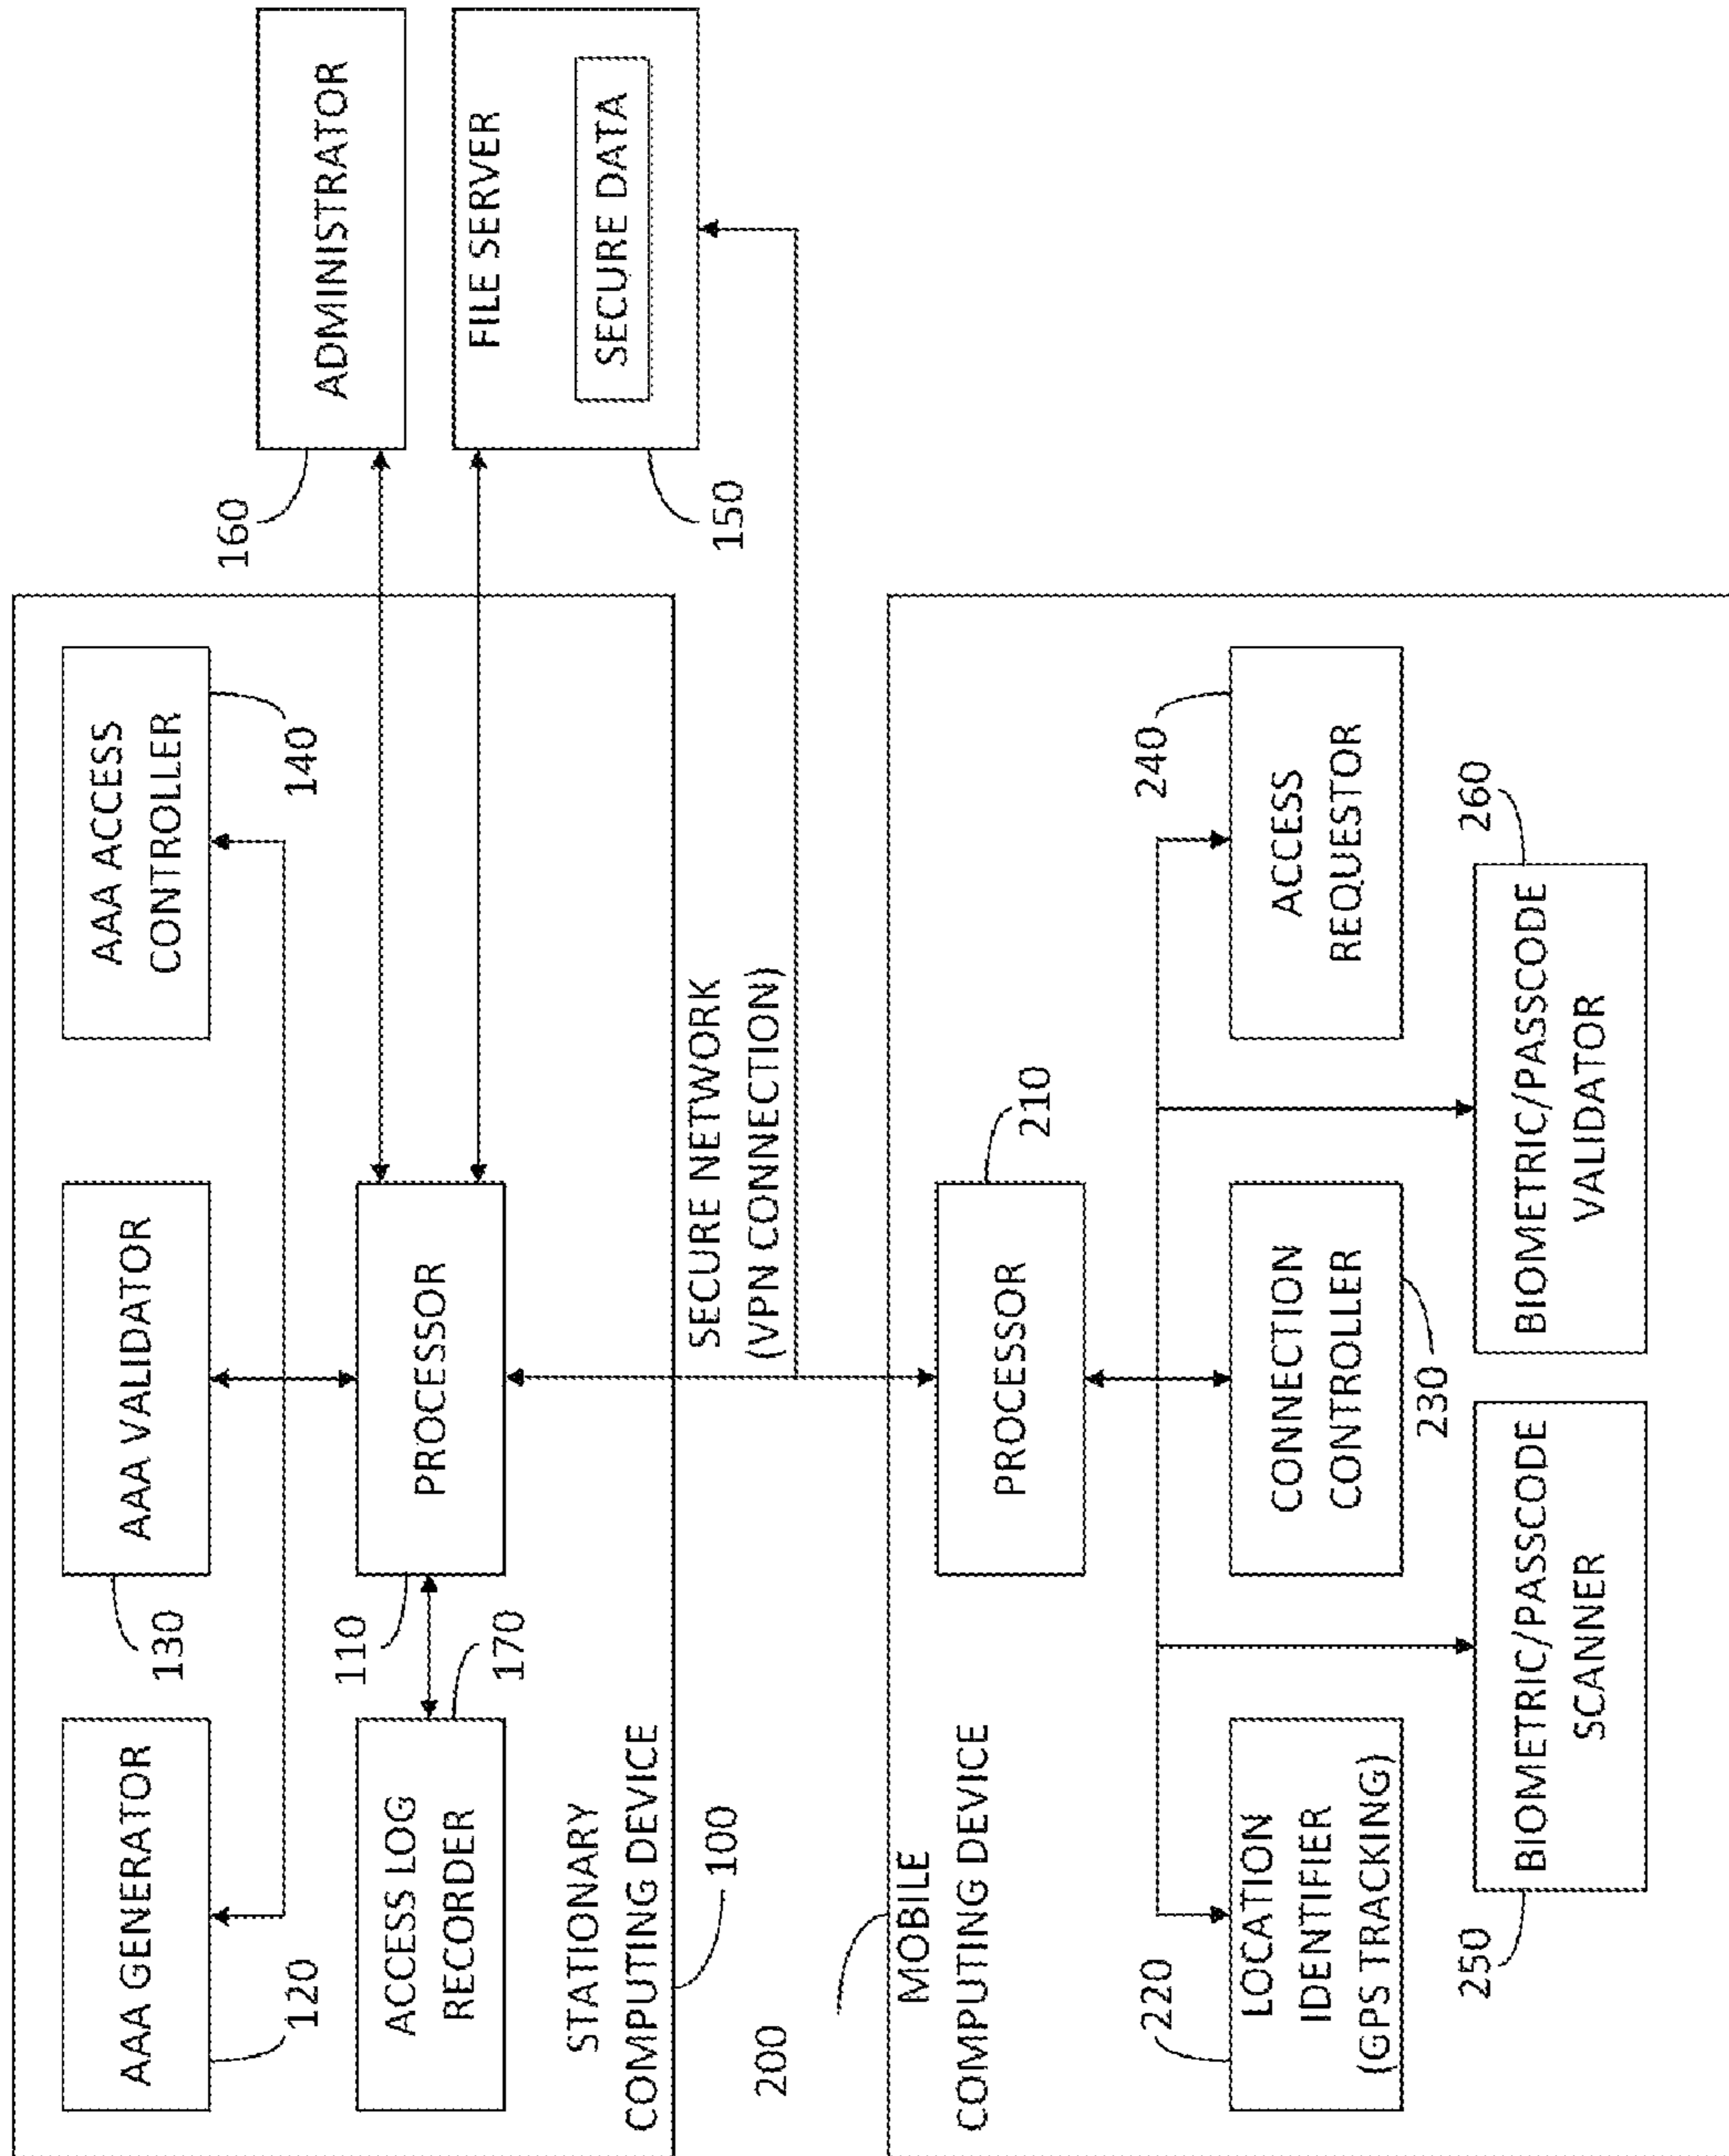 AAA GENERATOR
120
AAA VALIDATOR
130
AAA ACCESS
CONTROLLER
140
ACCESS LOG
RECORDER
170
PROCESSOR
110
STATIONARY
COMPUTING DEVICE
100
160
ADMINISTRATOR
FILE SERVER
SECURE DATA
150
SECURE NETWORK
(VPN CONNECTION)
200
MOBILE
COMPUTING DEVICE
PROCESSOR
210
220
LOCATION
IDENTIFIER
(GPS TRACKING)
CONNECTION
CONTROLLER
230
240
ACCESS
REQUESTOR
250
BIOMETRIC/PASSCODE
SCANNER
BIOMETRIC/PASSCODE
VALIDATOR
260